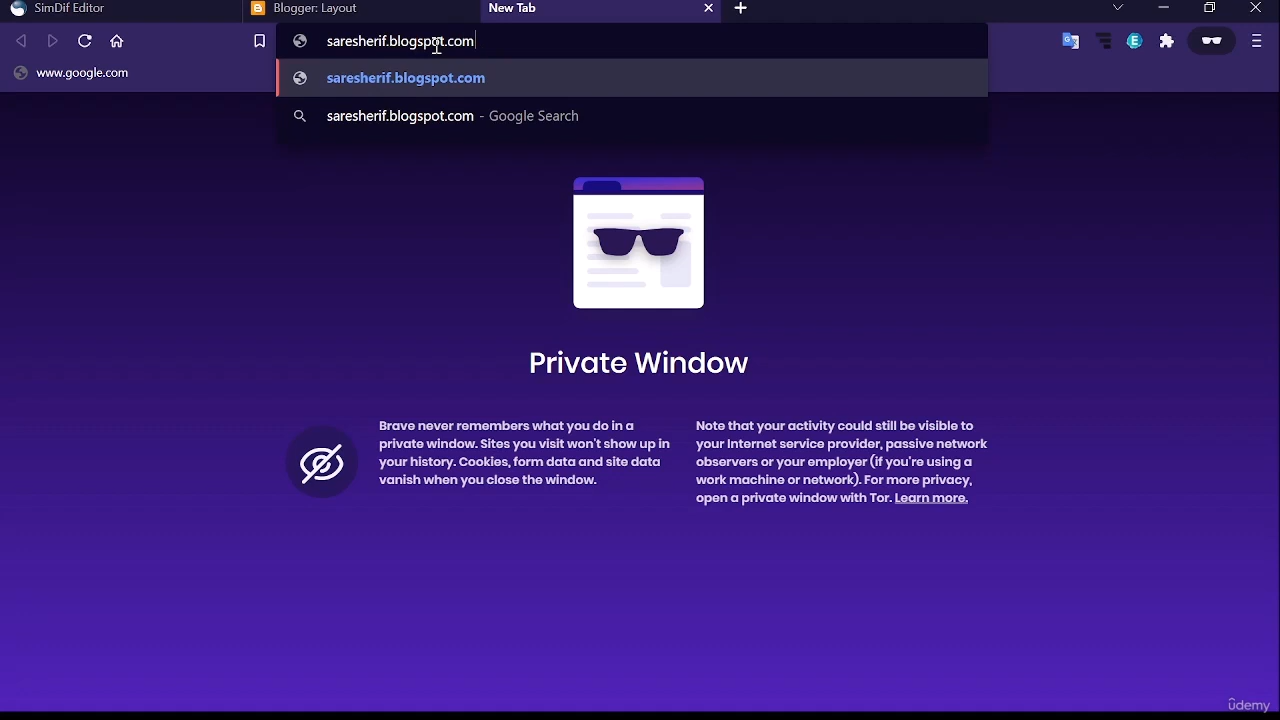 SimDif Editor
Blogger: Layout
New Tab
saresherif.blogspot.com
www.google.com
saresherif.blogspot.com
saresherif.blogspot.com - Google Search
Private Window
Brave never remembers what you do in a
private window. Sites you visit won't show up in
your history. Cookies, form data and site data
vanish when you close the window.
Note that your activity could still be visible to
your Internet service provider, passive network
observers or your employer (if you're using a
work machine or network). For more privacy,
open a private window with Tor. Learn more.
ûdemy